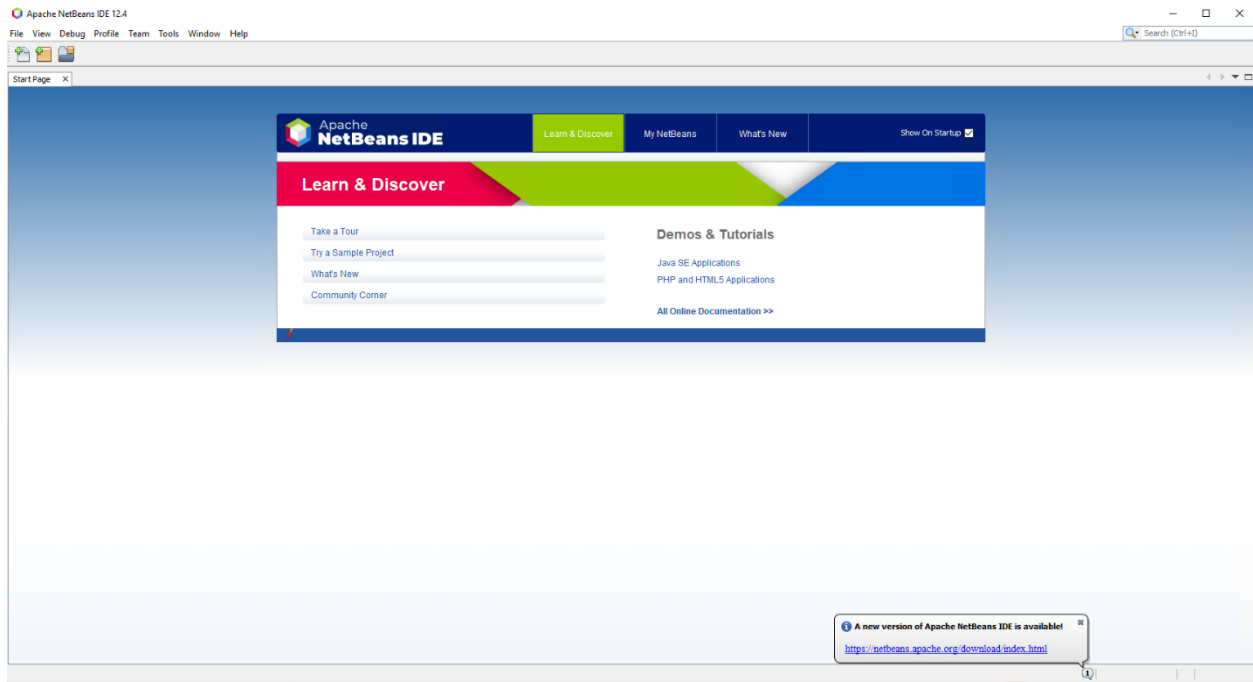 Apache NetBeans IDE 12.4
File View Debug Profile Team Tools Window Help
Search (Ctrl+I)
Start Page
Apache
NetBeans IDE
Learn & Discover
My NetBeans
What's New
Show On Startup
Learn & Discover
Take a Tour
Try a Sample Project
What's New
Community Corner
Demos & Tutorials
Java SE Applications
PHP and HTML5 Applications
All Online Documentation >>
A new version of Apache NetBeans IDE is available!
https://netbeans.apache.org/download/index.html
1